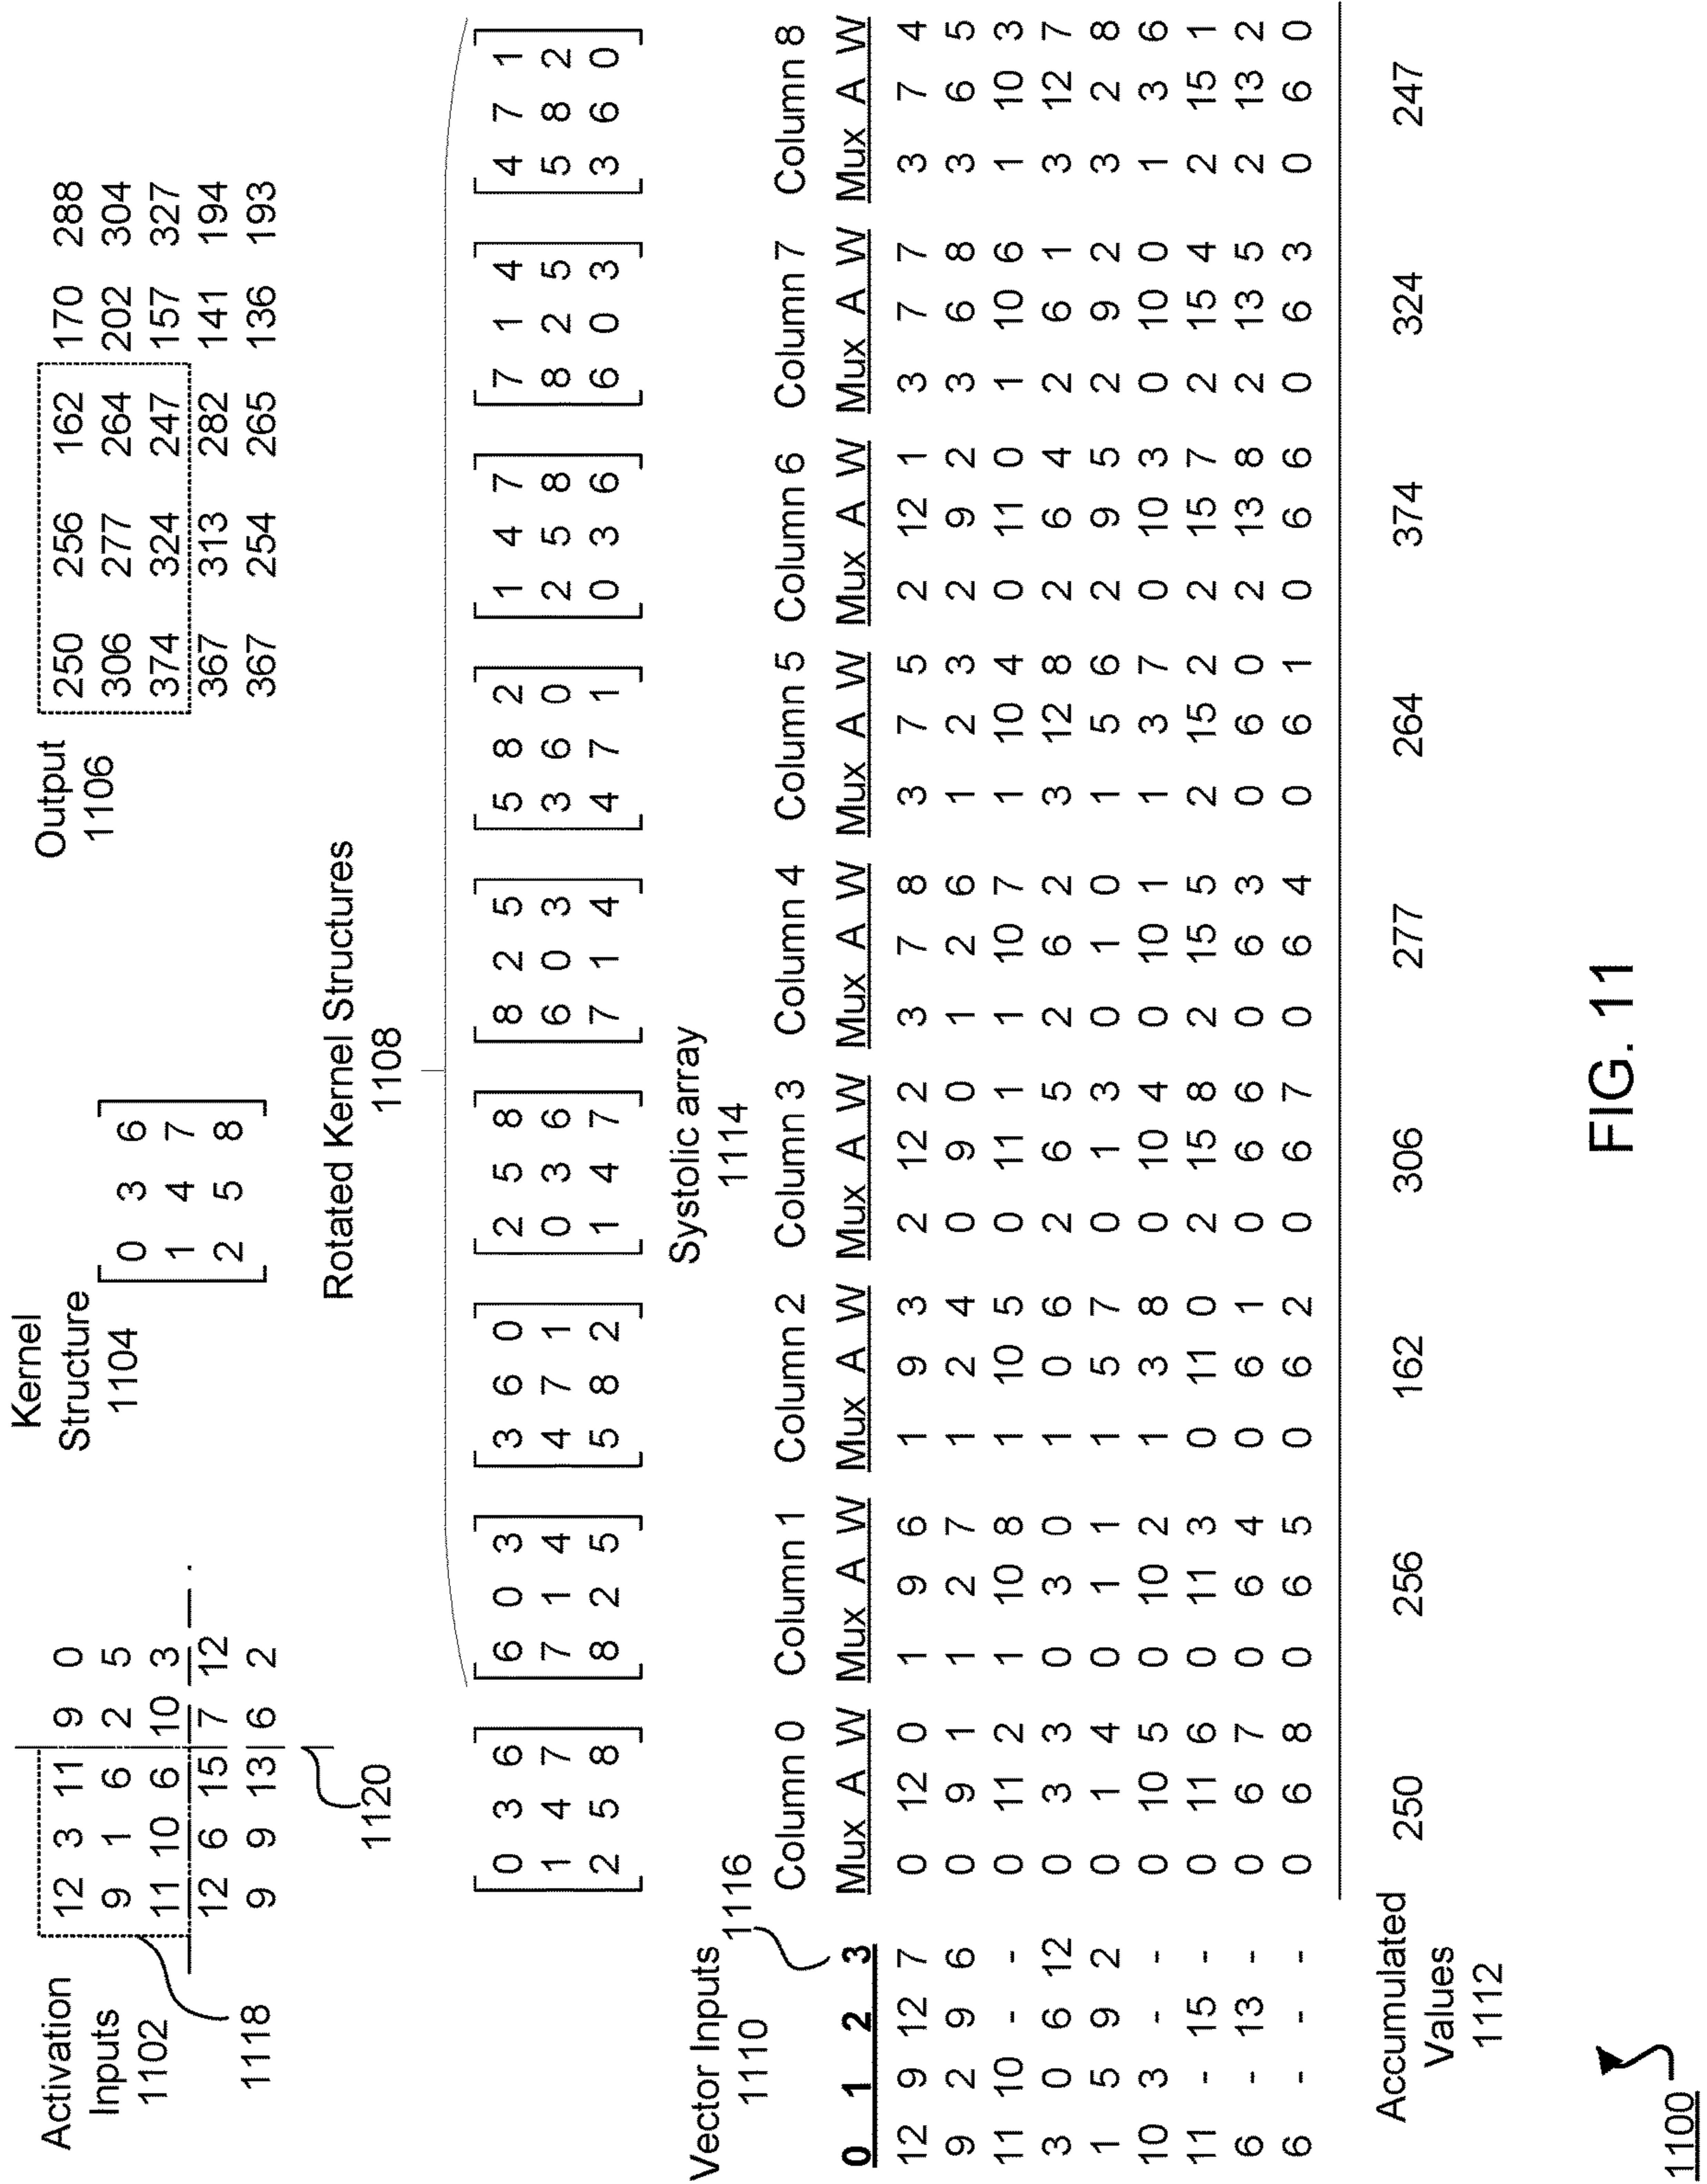 Activation
Inputs
1102
1118
12 3 11 9 0
9 1 6 2 5
11 10 6 10 3
12 6 15 7 12
9 9 13 6 2
1120
Kernel
Structure
1104
0 3 6
1 4 7
2 5 8
Output
1106
250 256 162 170 288
306 277 264 202 304
374 324 247 157 327
367 313 282 141 194
367 254 265 136 193
Rotated Kernel Structures
1108
0 3 6 6 0 3 3 6 0 2 5 8 8 2 5 5 8 2 1 4 7 7 1 4 4 7 1
1 4 7 7 1 4 4 7 1 0 3 6 6 0 3 3 6 0 2 5 8 8 2 5 5 8 2
2 5 8 8 2 5 5 8 2 1 4 7 7 1 4 4 7 1 0 3 6 6 0 3 3 6 0
Systolic array
1114
Vector Inputs
1110
1116
Column 0 Column 1 Column 2 Column 3 Column 4 Column 5 Column 6 Column 7 Column 8
0 1 2 3 Mux A W Mux A W Mux A W Mux A W Mux A W Mux A W Mux A W Mux A W Mux A W
12 9 12 7 0 12 0 1 9 6 1 9 3 2 12 2 3 7 8 3 7 5 2 12 1 3 7 7 3 7 4
9 2 9 6 0 9 1 1 2 7 1 2 4 0 9 0 1 2 6 1 2 3 2 9 2 3 6 8 3 6 5
11 10 - - 0 11 2 1 10 8 1 10 5 0 11 1 1 10 7 1 10 4 0 11 0 1 10 6 1 10 3
3 0 6 12 0 3 3 0 3 0 1 0 6 2 6 5 2 6 2 3 12 8 2 6 4 2 6 1 3 12 7
1 5 9 2 0 1 4 0 1 1 1 5 7 0 1 3 0 1 0 1 5 6 2 9 5 2 9 2 3 2 8
10 3 - - 0 10 5 0 10 2 1 3 8 0 10 4 0 10 1 1 3 7 0 10 3 0 10 0 1 3 6
11 - 15 - 0 11 6 0 11 3 0 11 0 2 15 8 2 15 5 2 15 2 2 15 7 2 15 4 2 15 1
6 - 13 - 0 6 7 0 6 4 0 6 1 0 6 6 0 6 3 0 6 0 2 13 8 2 13 5 2 13 2
6 - - - 0 6 8 0 6 5 0 6 2 0 6 7 0 6 4 0 6 1 0 6 6 0 6 3 0 6 0
Accumulated
Values
1112
250 256 162 306 277 264 374 324 247
1100
FIG. 11